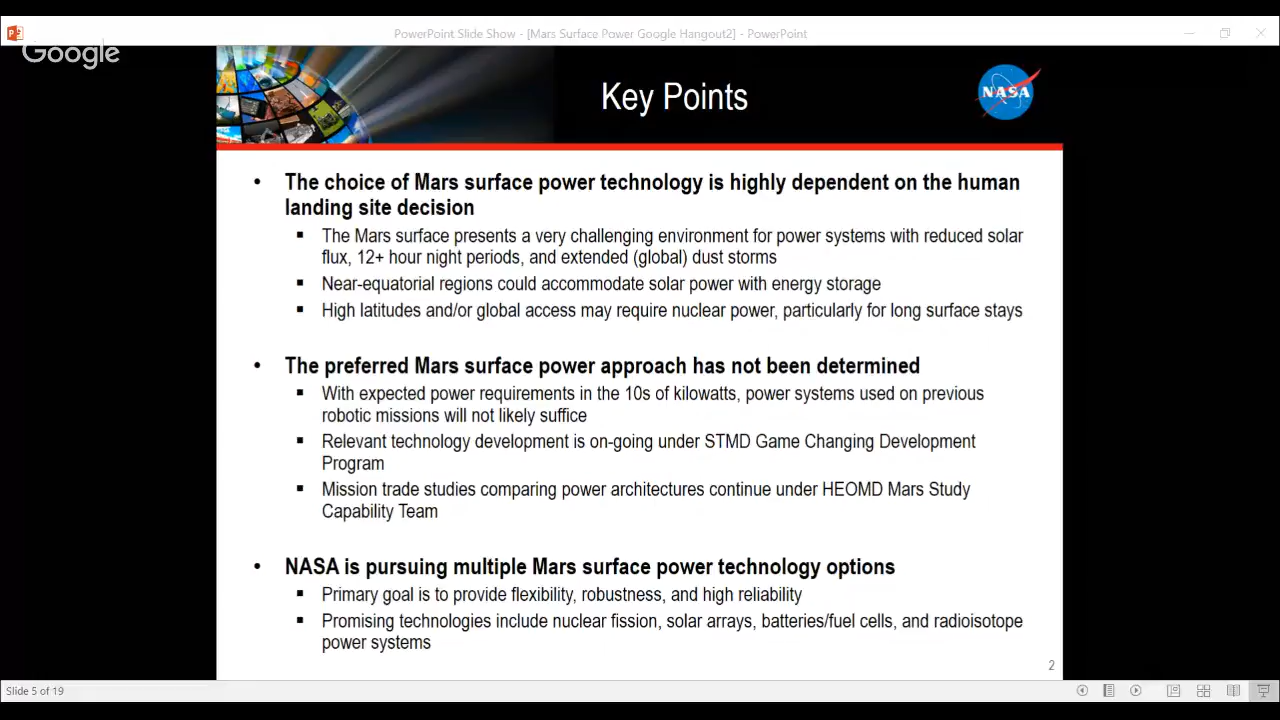 PowerPoint Slide Show - [Mars Surface Power Google Hangout2] - PowerPoint
Google
Key Points
NASA
• The choice of Mars surface power technology is highly dependent on the human
landing site decision
▪ The Mars surface presents a very challenging environment for power systems with reduced solar
flux, 12+ hour night periods, and extended (global) dust storms
▪ Near-equatorial regions could accommodate solar power with energy storage
▪ High latitudes and/or global access may require nuclear power, particularly for long surface stays
• The preferred Mars surface power approach has not been determined
▪ With expected power requirements in the 10s of kilowatts, power systems used on previous
robotic missions will not likely suffice
▪ Relevant technology development is on-going under STMD Game Changing Development
Program
▪ Mission trade studies comparing power architectures continue under HEOMD Mars Study
Capability Team
• NASA is pursuing multiple Mars surface power technology options
▪ Primary goal is to provide flexibility, robustness, and high reliability
▪ Promising technologies include nuclear fission, solar arrays, batteries/fuel cells, and radioisotope
power systems
2
Slide 5 of 19